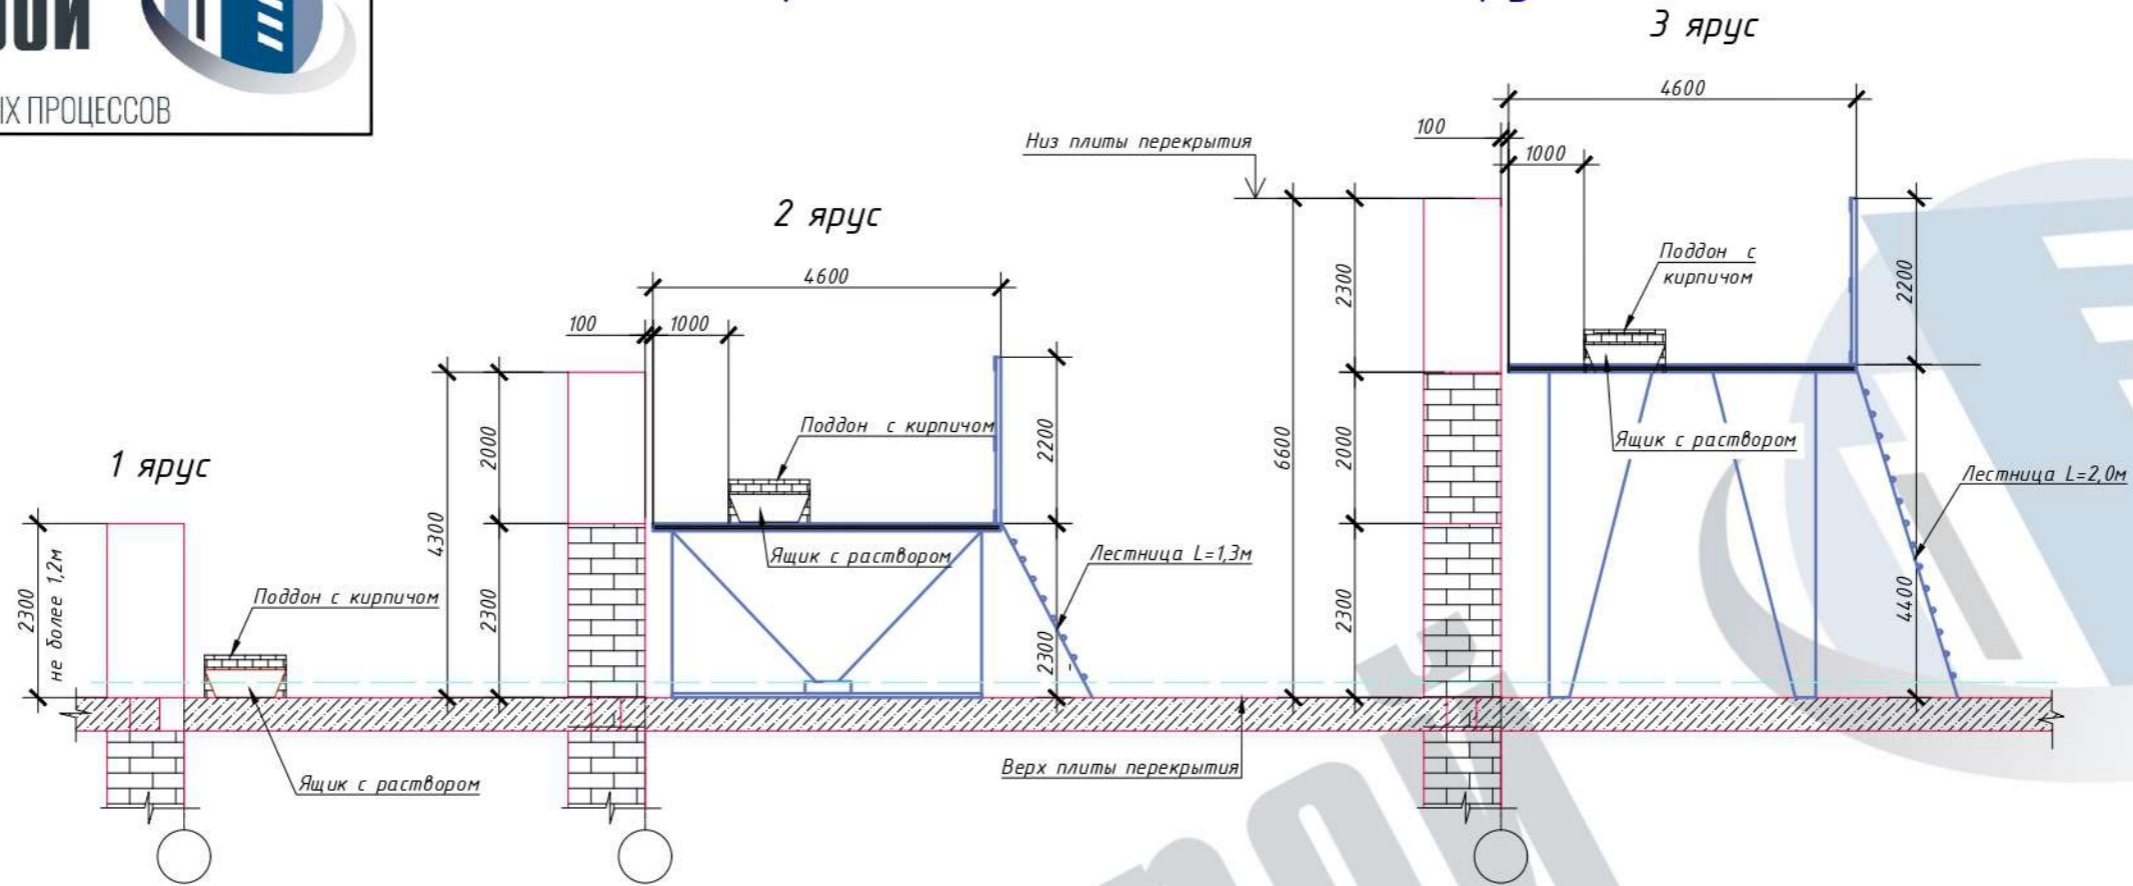 ЫХ ПРОЦЕССОВ
3 ярус
4600
100
1000
Низ плиты перекрытия
2 ярус
4600
100
1000
Поддон с
кирпичом
2300
2200
6600
2000
Ящик с раствором
Лестница L=2,0м
2300
4400
4300
2000
Поддон с кирпичом
2200
Ящик с раствором
Лестница L=1,3м
2300
2300
1 ярус
2300
не более 1,2м
Поддон с кирпичом
Ящик с раствором
Верх плиты перекрытия